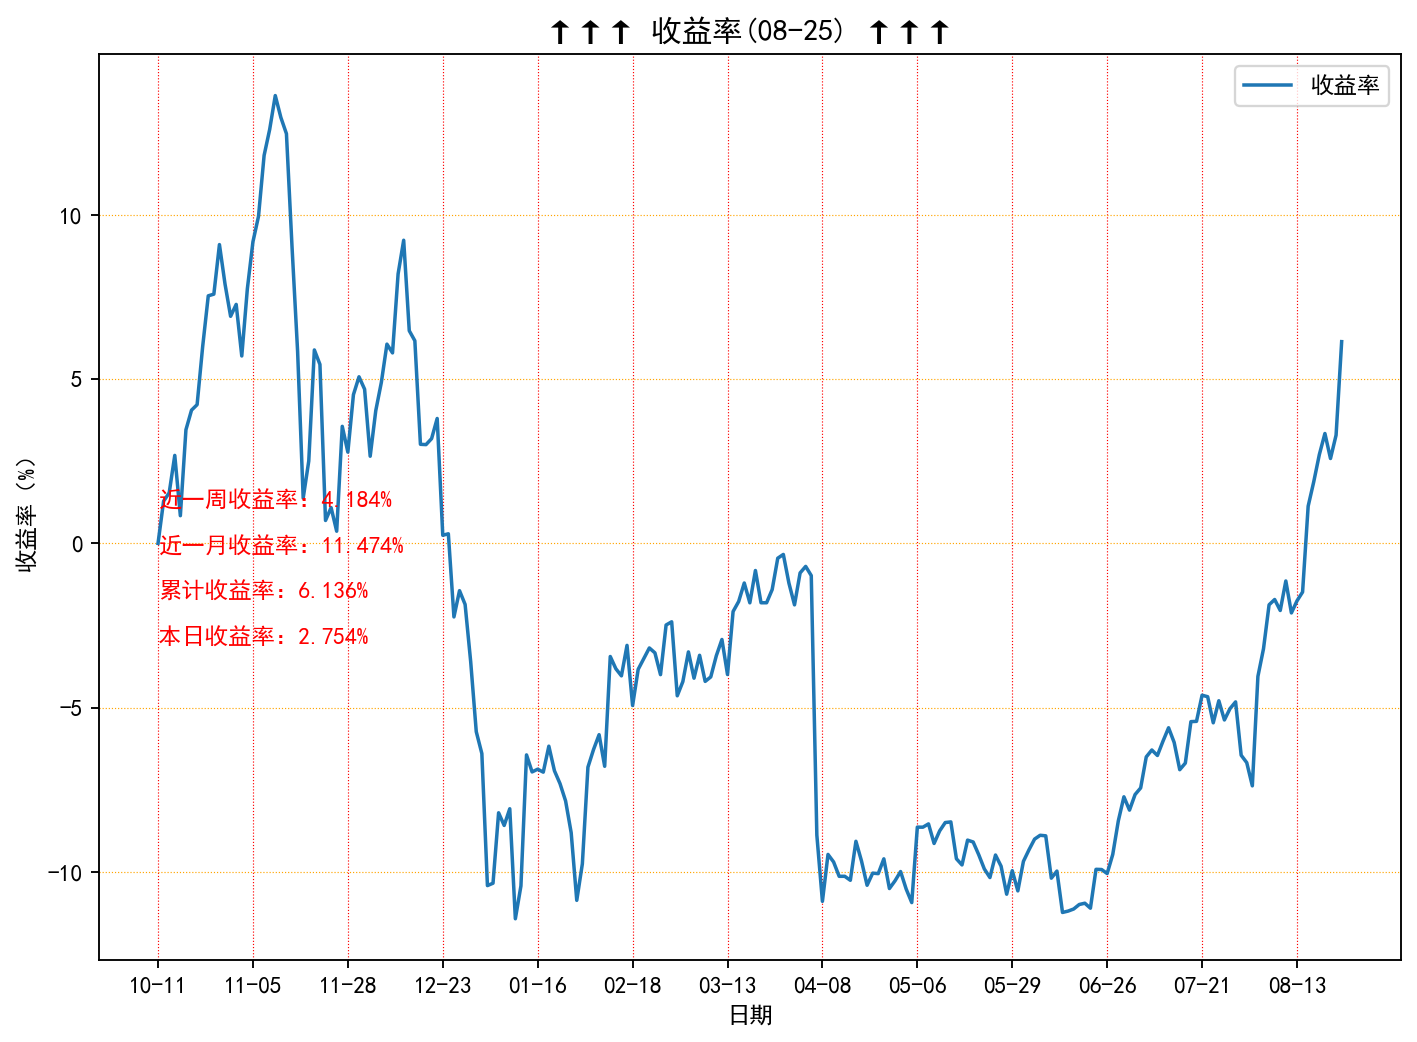 ↑↑↑ 收益率(08-25) ↑↑↑
收益率
10
5
0
-5
-10
收益率（%）
近一周收益率：4.184%
近一月收益率：11.474%
累计收益率：6.136%
本日收益率：2.754%
10-11 11-05 11-28 12-23 01-16 02-18 03-13 04-08 05-06 05-29 06-26 07-21 08-13
日期